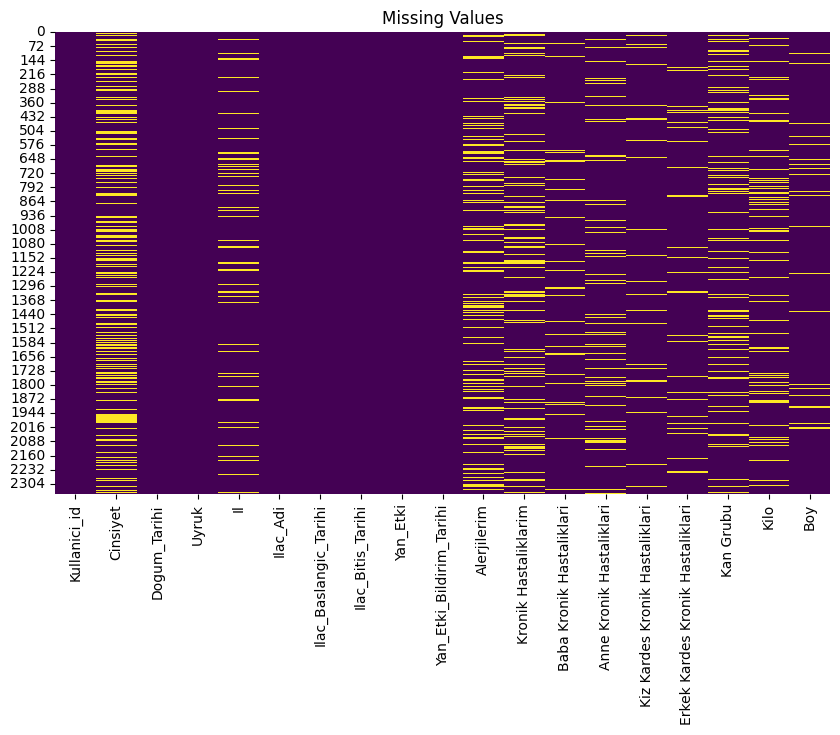 Missing Values
0
72
144
216
288
360
432
504
576
648
720
792
864
936
1008
1080
1152
1224
1296
1368
1440
1512
1584
1656
1728
1800
1872
1944
2016
2088
2160
2232
2304
Kullanici_id
Cinsiyet
Dogum_Tarihi
Uyruk
Il
Ilac_Adi
Ilac_Baslangic_Tarihi
Ilac_Bitis_Tarihi
Yan_Etki
Yan_Etki_Bildirim_Tarihi
Alerjilerim
Kronik Hastaliklarim
Baba Kronik Hastaliklari
Anne Kronik Hastaliklari
Kiz Kardes Kronik Hastaliklari
Erkek Kardes Kronik Hastaliklari
Kan Grubu
Kilo
Boy